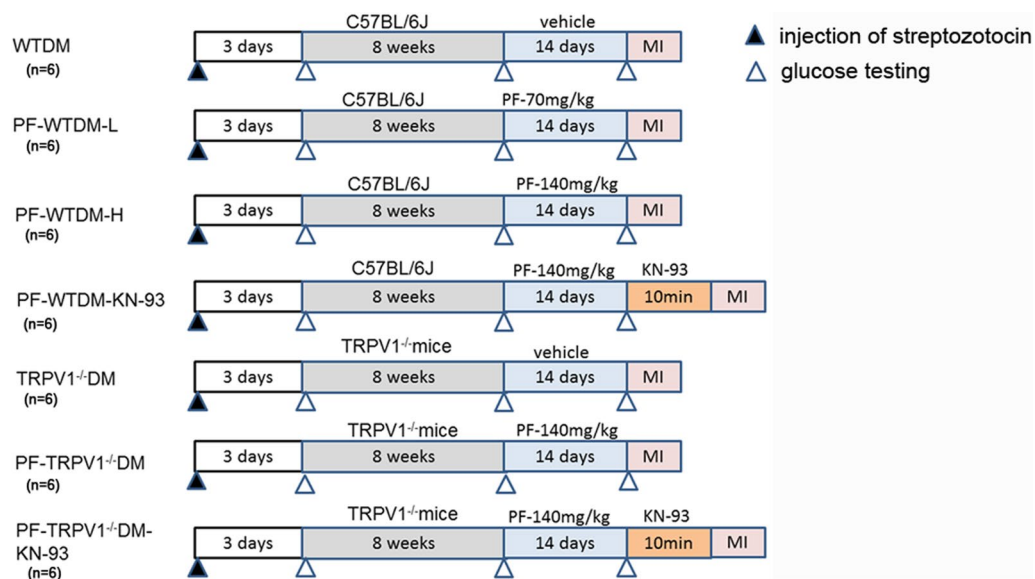 C57BL/6J vehicle
WTDM 3 days 8 weeks 14 days MI
(n=6)
injection of streptozotocin
glucose testing
C57BL/6J PF-70mg/kg
PF-WTDM-L 3 days 8 weeks 14 days MI
(n=6)
C57BL/6J PF-140mg/kg
PF-WTDM-H 3 days 8 weeks 14 days MI
(n=6)
C57BL/6J PF-140mg/kg KN-93
PF-WTDM-KN-93 3 days 8 weeks 14 days 10min MI
(n=6)
TRPV1-/-mice vehicle
TRPV1-/-DM 3 days 8 weeks 14 days MI
(n=6)
TRPV1-/-mice PF-140mg/kg
PF-TRPV1-/-DM 3 days 8 weeks 14 days MI
(n=6)
TRPV1-/-mice PF-140mg/kg KN-93
PF-TRPV1-/-DM-
KN-93 3 days 8 weeks 14 days 10min MI
(n=6)